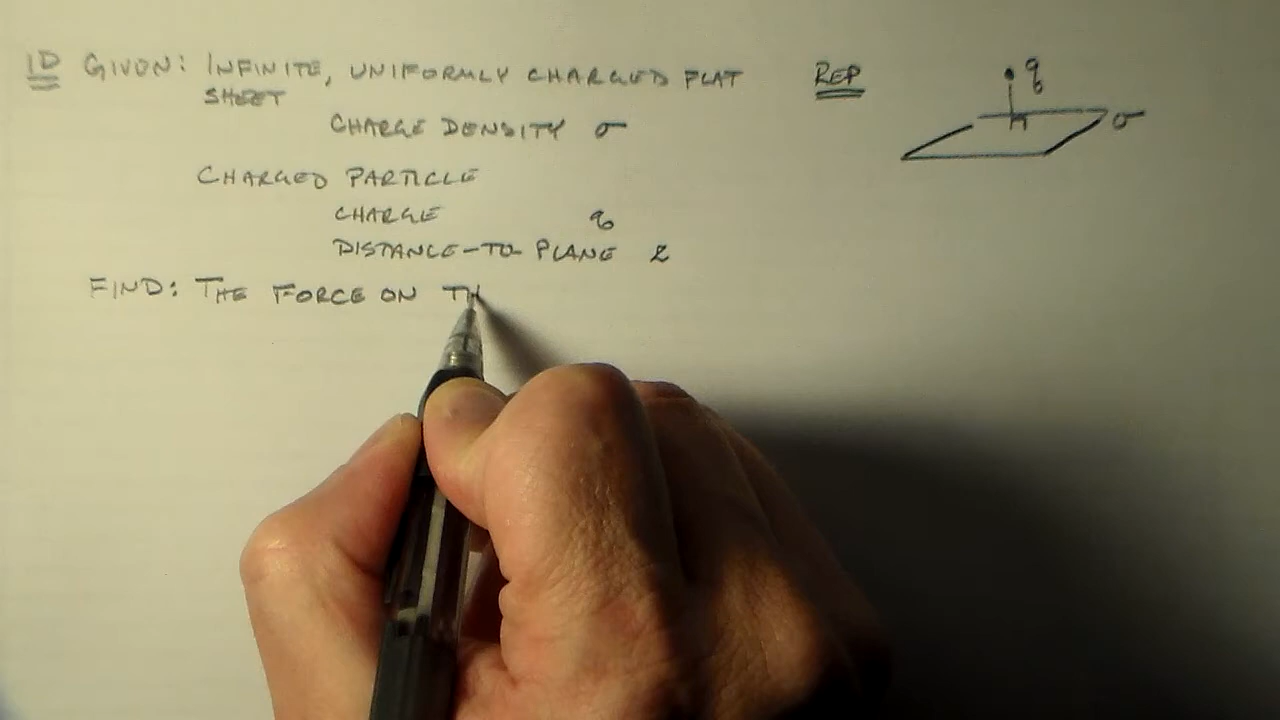 ID GIVEN: INFINITE, UNIFORMLY CHARGED FLAT
SHEET
CHARGE DENSITY σ
CHARGED PARTICLE
CHARGE q
DISTANCE-TO PLANE z
FIND: THE FORCE ON TH
REP
q
σ